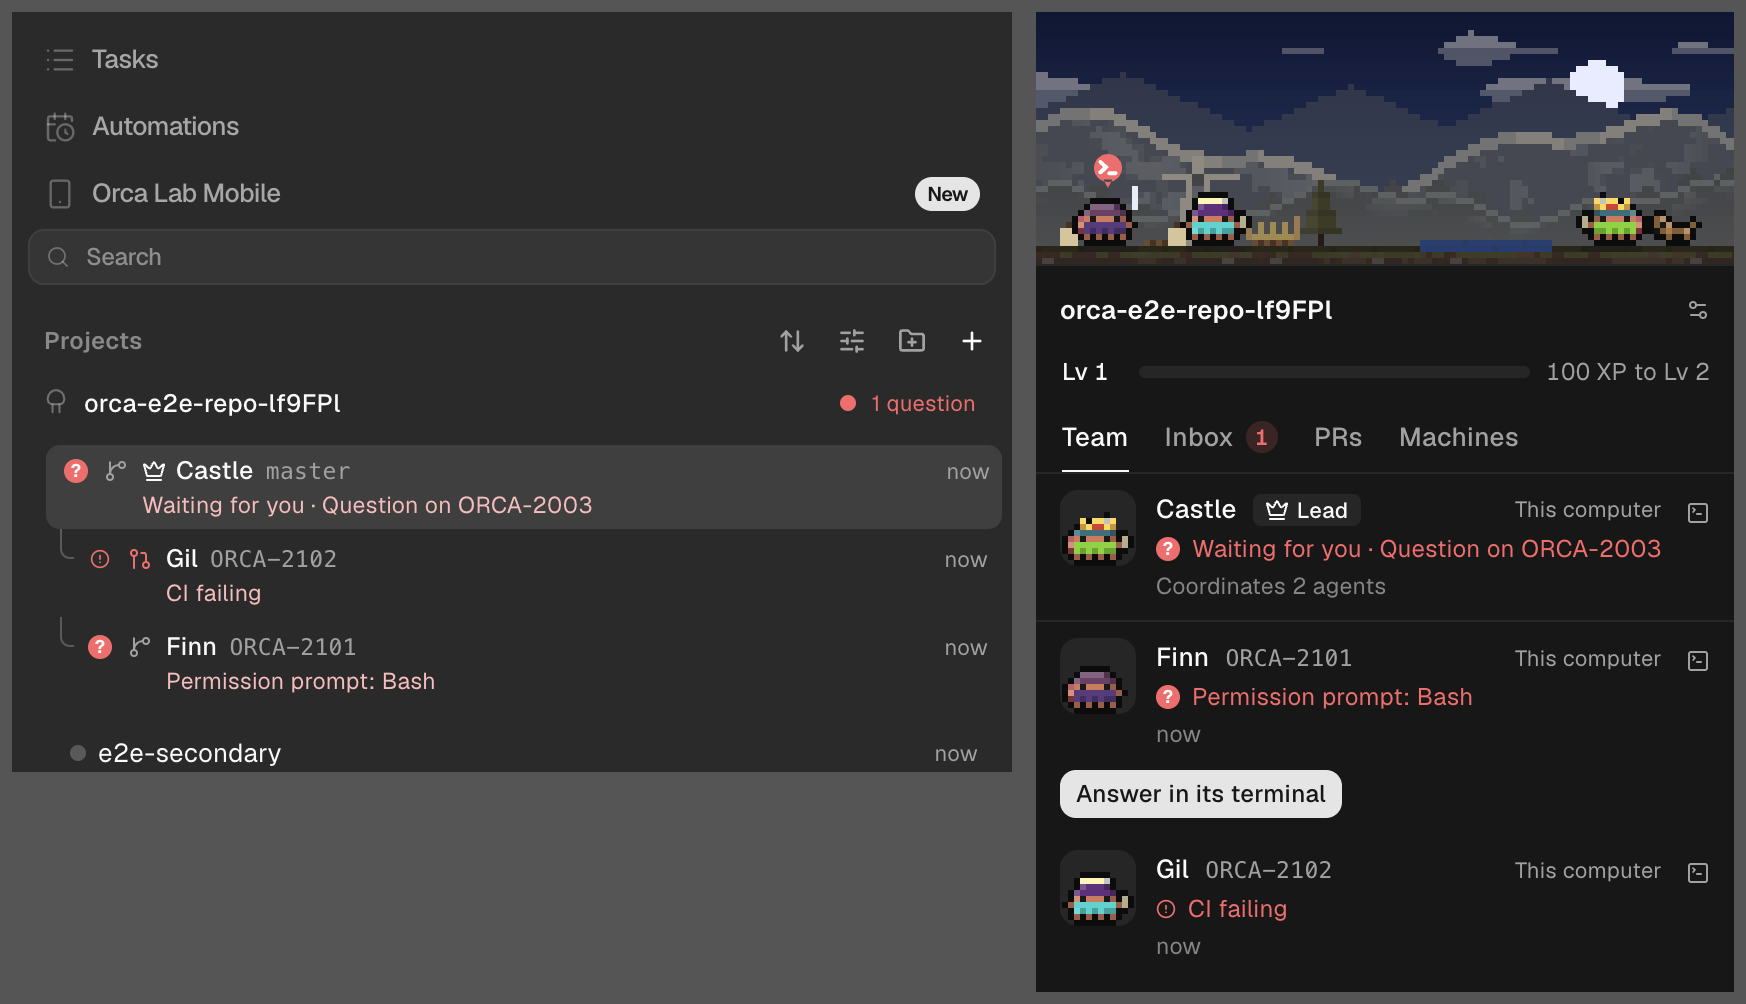 Tasks
Automations
Orca Lab Mobile New
Search
Projects
orca-e2e-repo-lf9FPl 1 question
Castle master now
Waiting for you · Question on ORCA-2003
Gil ORCA-2102 now
CI failing
Finn ORCA-2101 now
Permission prompt: Bash
e2e-secondary now
orca-e2e-repo-lf9FPl
Lv 1 100 XP to Lv 2
Team Inbox 1 PRs Machines
Castle Lead This computer
Waiting for you · Question on ORCA-2003
Coordinates 2 agents
Finn ORCA-2101 This computer
Permission prompt: Bash
now
Answer in its terminal
Gil ORCA-2102 This computer
CI failing
now